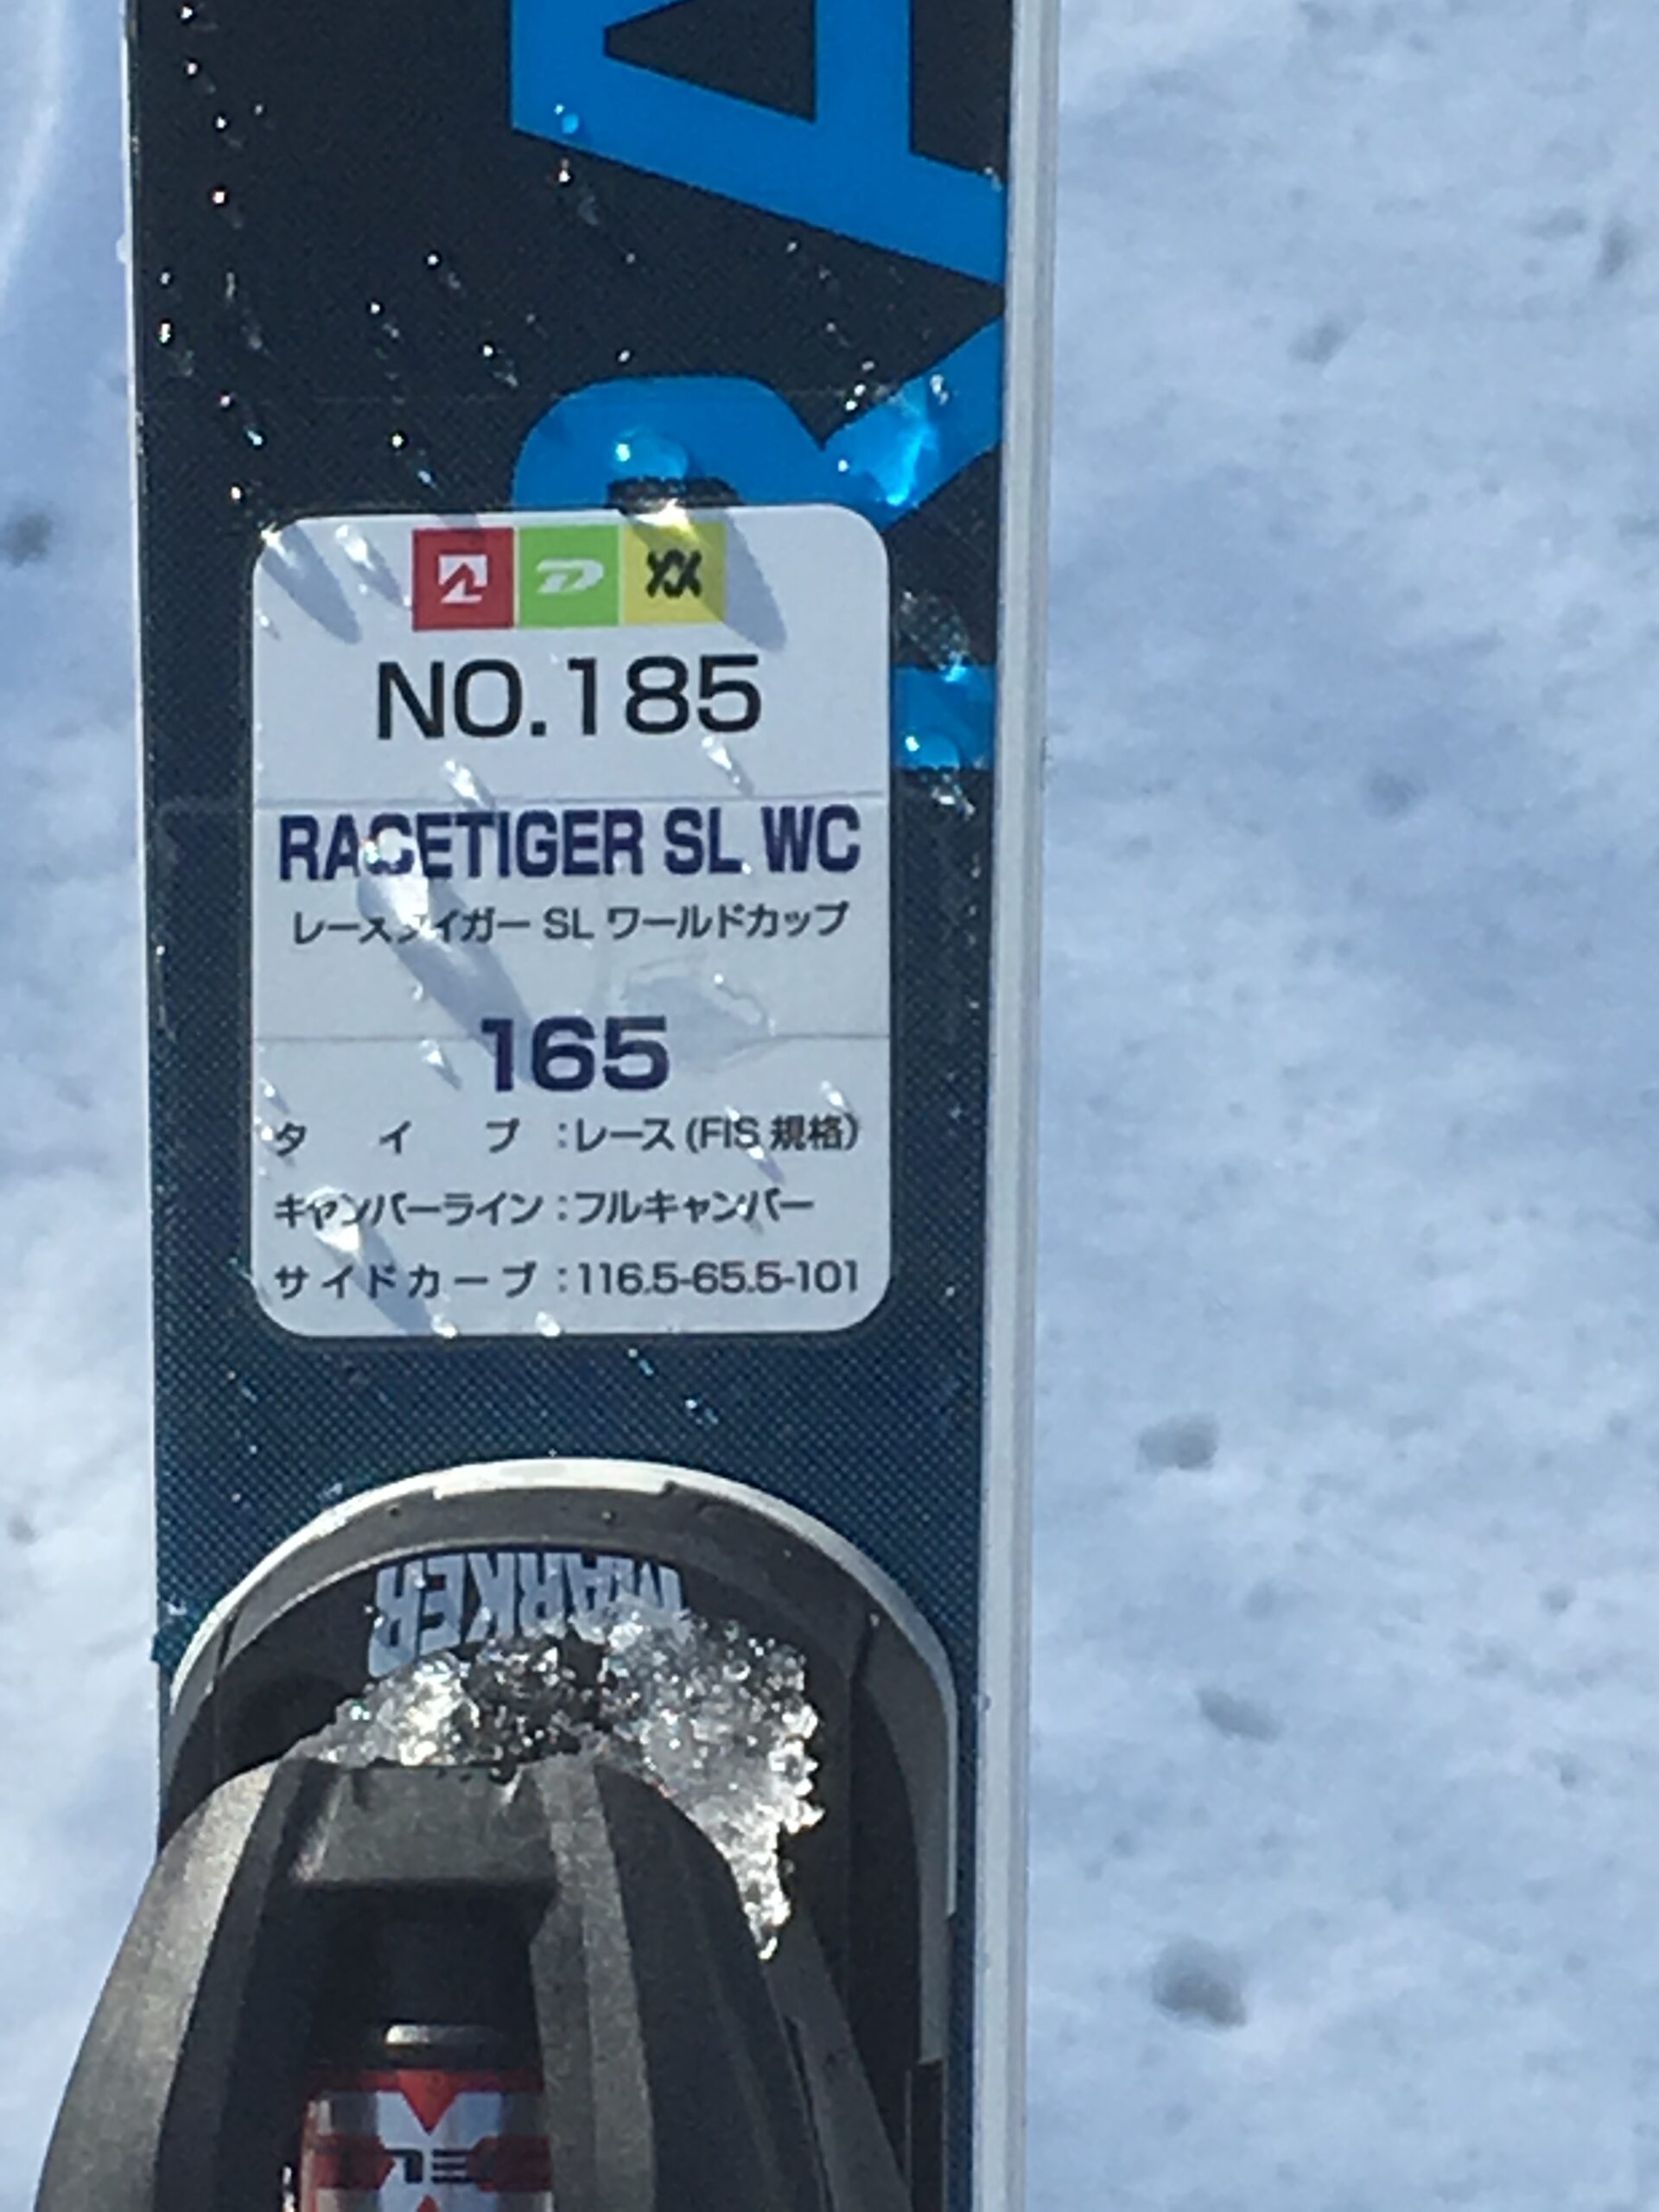 RA
NO.185
RACETIGER SL WC
レースタイガー SL ワールドカップ
165
タイプ:レース(FIS 規格)
キャンバーライン:フルキャンバー
サイドカーブ:116.5-65.5-101
MARKER